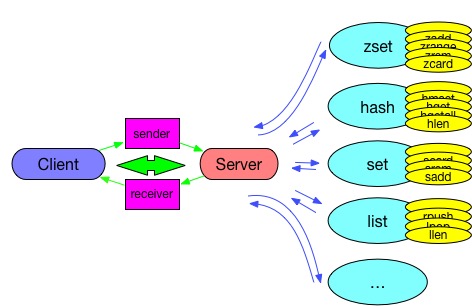 zset
zadd
zrange
zrem
zcard
hash
hmset
hget
hgetall
hlen
sender
Client
Server
receiver
set
scard
srem
sadd
list
rpush
lpop
llen
...